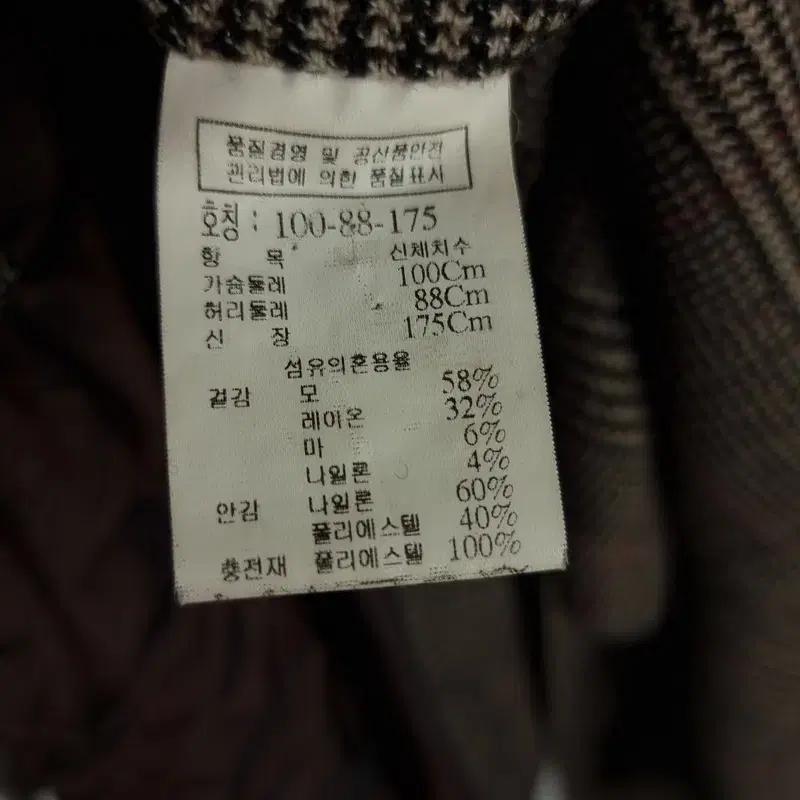 품질경영 및 공산품안전
관리법에 의한 품질표시
호칭 : 100-88-175
항 목 신체치수
가슴둘레 100Cm
허리둘레 88Cm
신 장 175Cm
섬유의혼용율
겉감 모 58%
레이온 32%
마 6%
나일론 4%
안감 나일론 60%
폴리에스텔 40%
충전재 폴리에스텔 100%